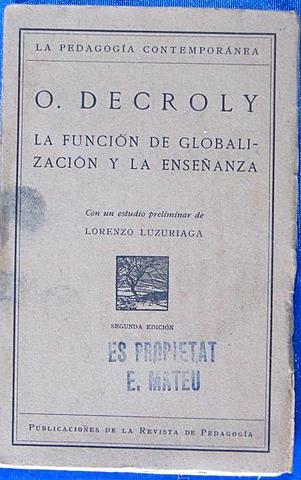 LA PEDAGOGÍA CONTEMPORÁNEA
O. DECROLY
LA FUNCIÓN DE GLOBALI-
ZACIÓN Y LA ENSEÑANZA
Con un estudio preliminar de
LORENZO LUZURIAGA
SEGUNDA EDICIÓN
ES PROPIETAT
E. MATEU
PUBLICACIONES DE LA REVISTA DE PEDAGOGÍA